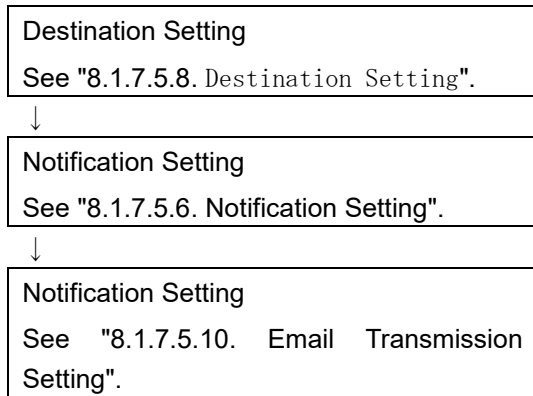 Destination Setting
See "8.1.7.5.8. Destination Setting".
↓
Notification Setting
See "8.1.7.5.6. Notification Setting".
↓
Notification Setting
See "8.1.7.5.10. Email Transmission
Setting".